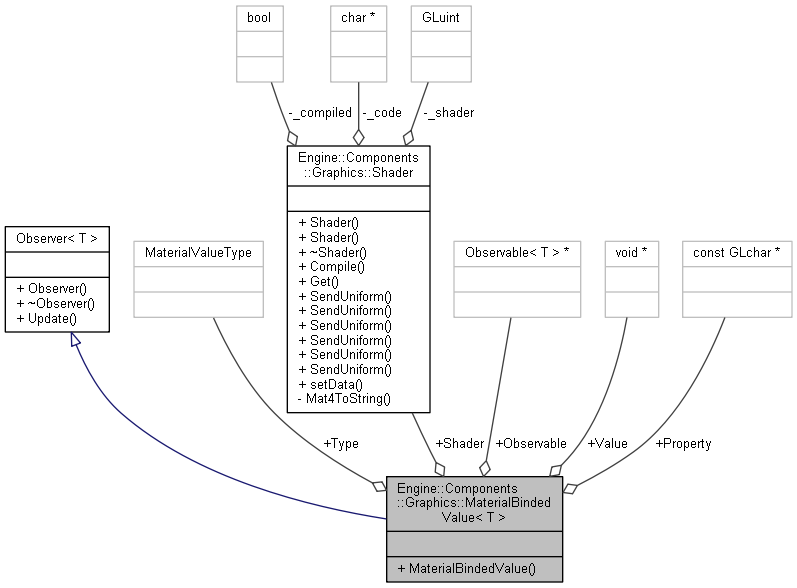 bool
char *
GLuint
-_compiled
-_code
-_shader
Engine::Components
::Graphics::Shader
+ Shader()
+ Shader()
+ ~Shader()
+ Compile()
+ Get()
+ SendUniform()
+ SendUniform()
+ SendUniform()
+ SendUniform()
+ SendUniform()
+ SendUniform()
+ setData()
- Mat4ToString()
Observer< T >
+ Observer()
+ ~Observer()
+ Update()
MaterialValueType
Observable< T > *
void *
const GLchar *
+Type
+Shader
+Observable
+Value
+Property
Engine::Components
::Graphics::MaterialBinded
Value< T >
+ MaterialBindedValue()